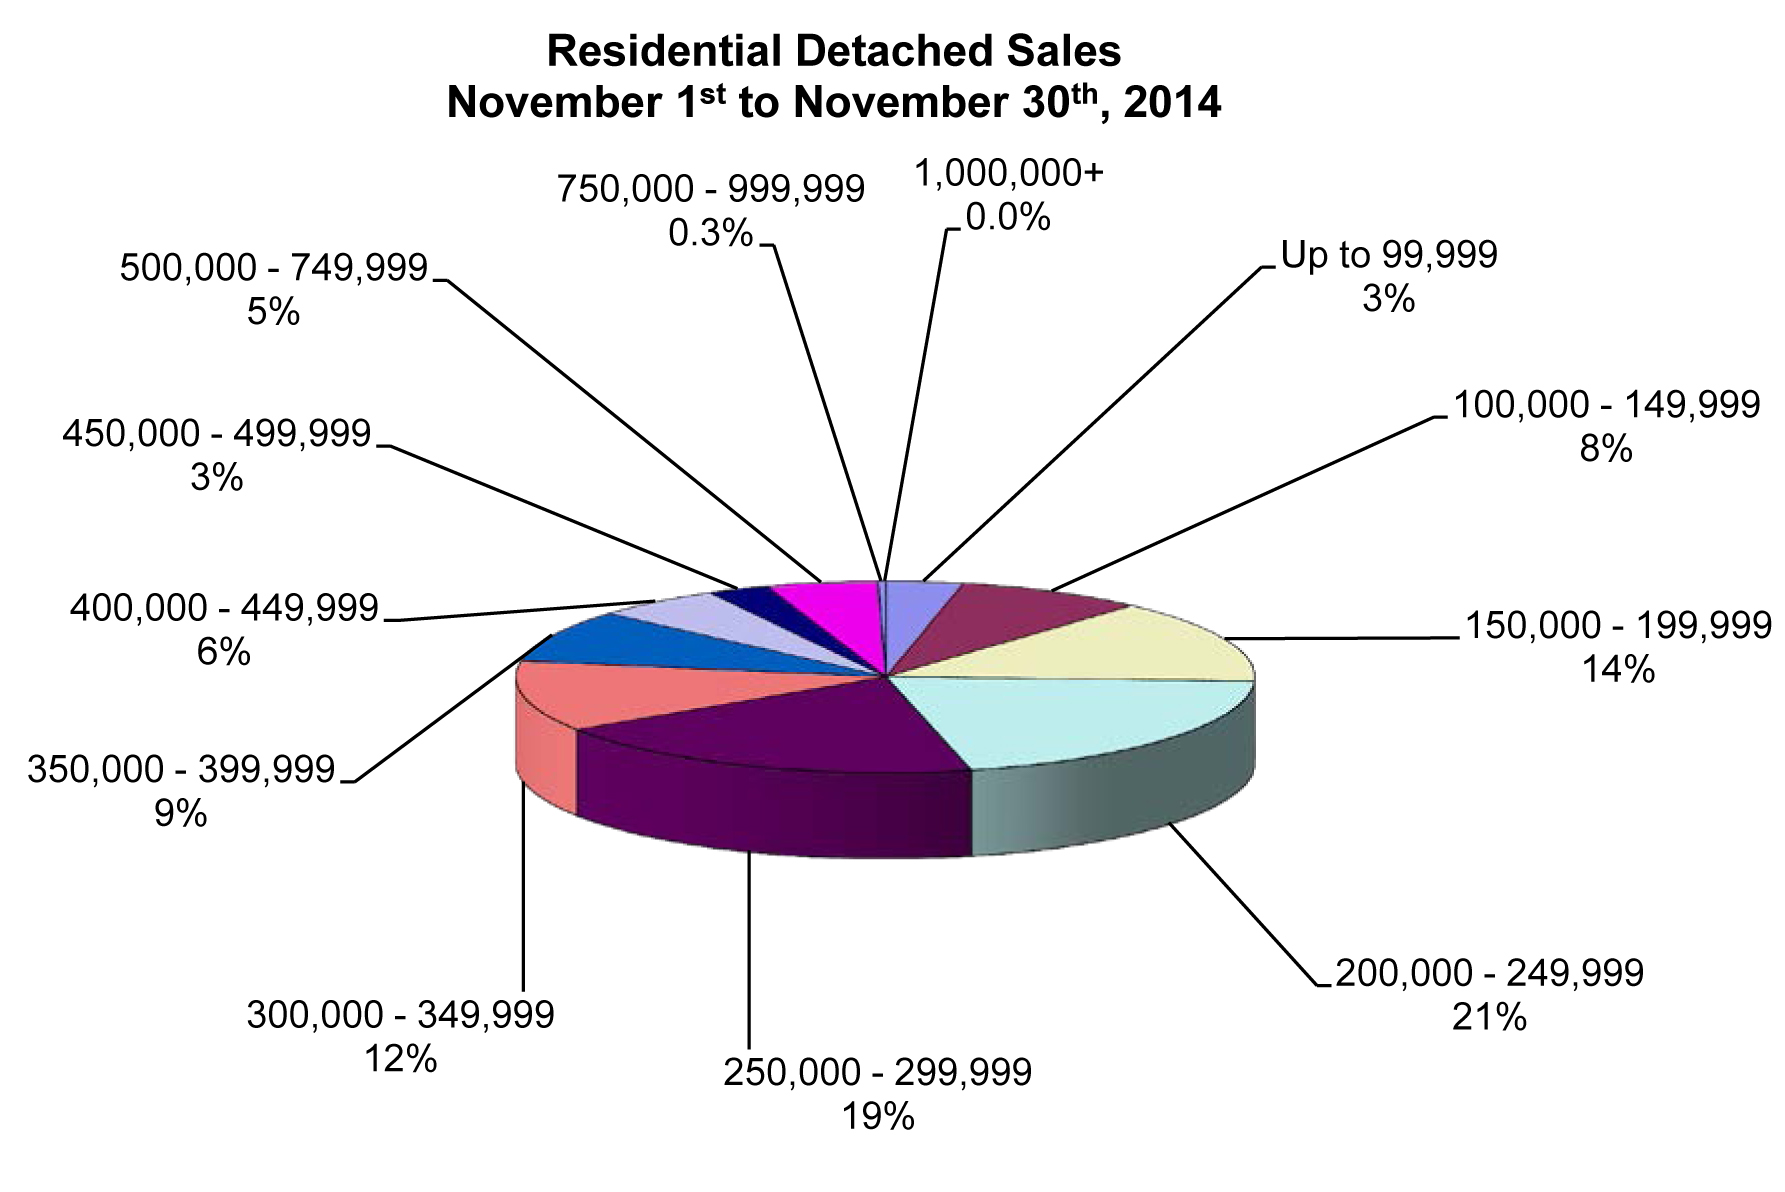 Residential Detached Sales
November 1st to November 30th, 2014
750,000 - 999,999
0.3%
1,000,000+
0.0%
Up to 99,999
3%
500,000 - 749,999
5%
100,000 - 149,999
8%
450,000 - 499,999
3%
400,000 - 449,999
6%
150,000 - 199,999
14%
350,000 - 399,999
9%
200,000 - 249,999
21%
300,000 - 349,999
12%
250,000 - 299,999
19%